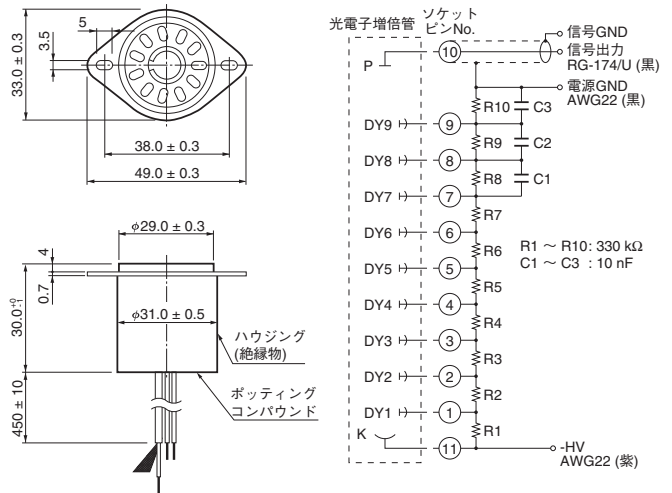 33.0 ± 0.3
3.5
5
38.0 ± 0.3
49.0 ± 0.3
φ29.0 ± 0.3
4
0.7
30.0 +0 -1
φ31.0 ± 0.5
ハウジング
(絶縁物)
450 ± 10
ポッティング
コンパウンド
光電子増倍管
ソケット
ピンNo.
信号GND
P
10
信号出力
RG-174/U (黒)
電源GND
AWG22 (黒)
R10
C3
DY9
9
R9
C2
DY8
8
R8
C1
DY7
7
R7
DY6
6
R6
DY5
5
R5
DY4
4
R4
DY3
3
R3
DY2
2
R2
DY1
1
R1
K
11
-HV
AWG22 (紫)
R1 ～ R10: 330 kΩ
C1 ～ C3 : 10 nF